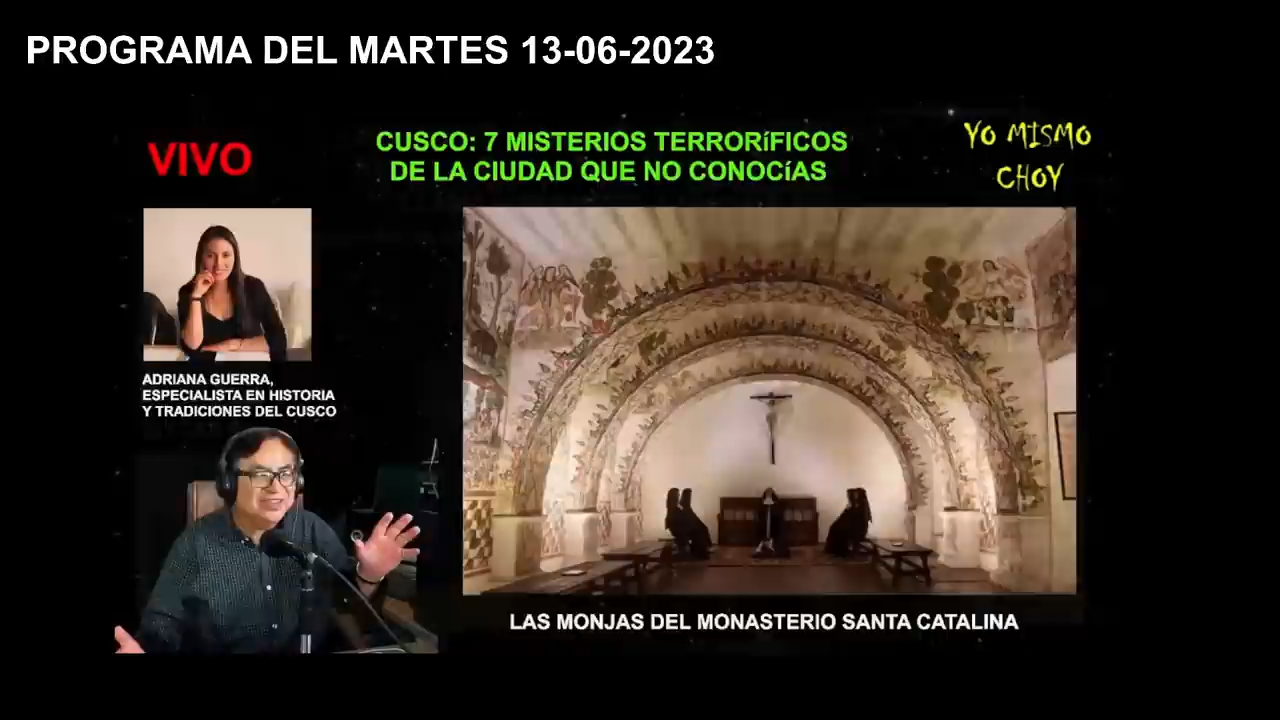 PROGRAMA DEL MARTES 13-06-2023
VIVO
CUSCO: 7 MISTERIOS TERRORíFICOS
DE LA CIUDAD QUE NO CONOCíAS
YO MISMO
CHOY
ADRIANA GUERRA,
ESPECIALISTA EN HISTORIA
Y TRADICIONES DEL CUSCO
LAS MONJAS DEL MONASTERIO SANTA CATALINA